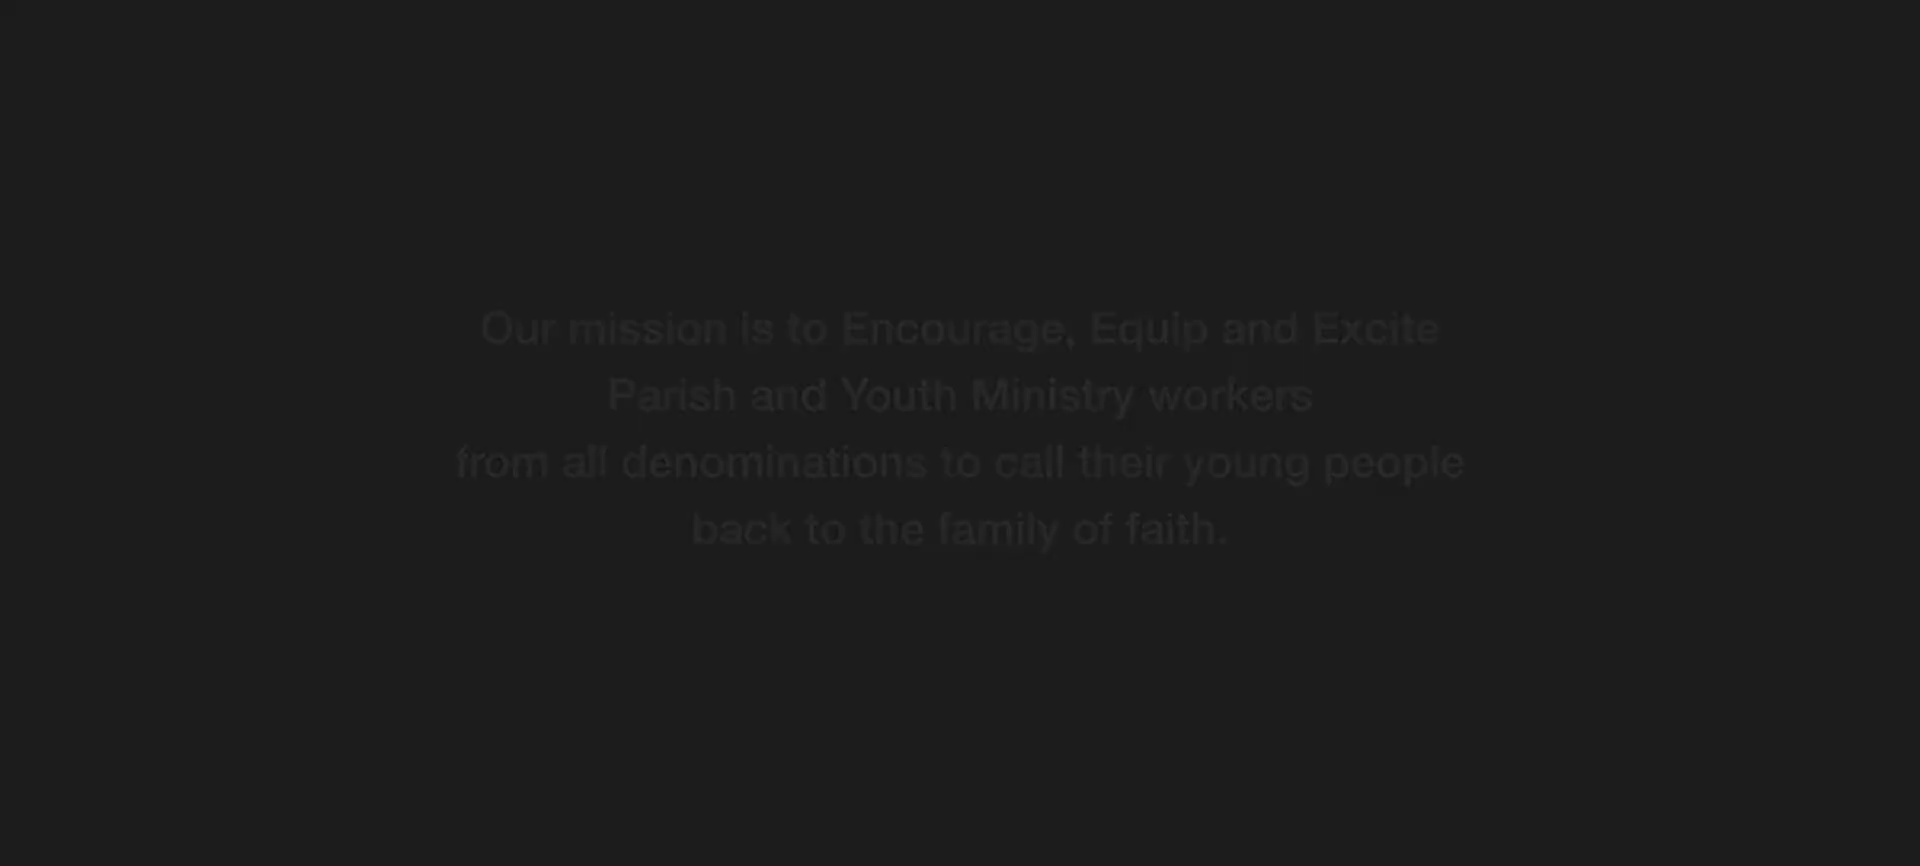 Our mission is to Encourage, Equip and Excite
Parish and Youth Ministry workers
from all denominations to call their young people
back to the family of faith.